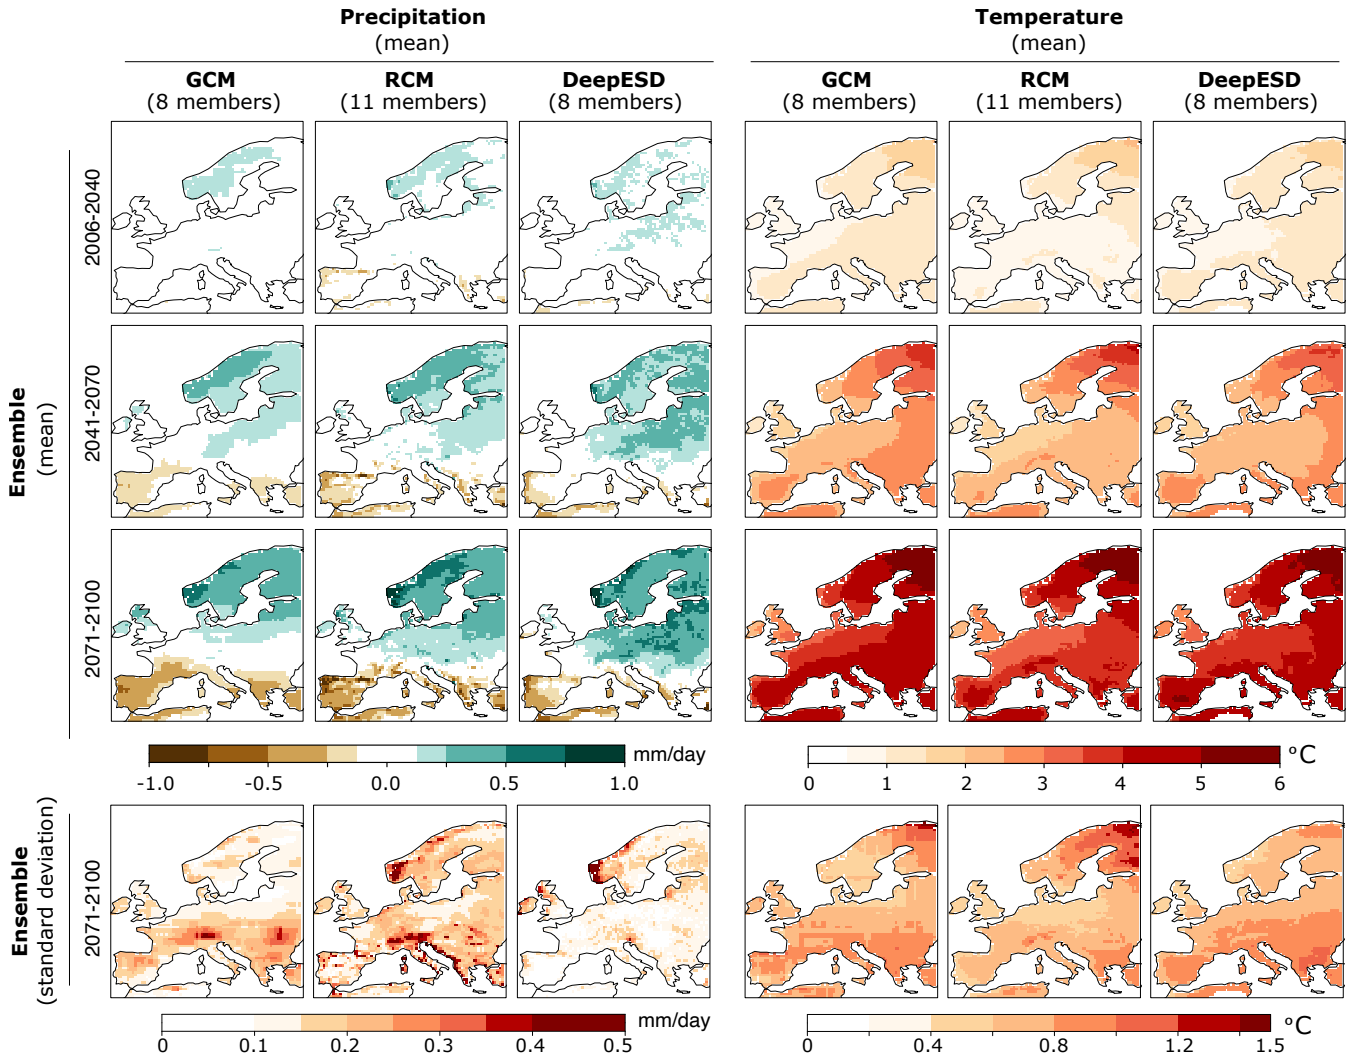 Precipitation
(mean)
Temperature
(mean)
GCM
(8 members)
RCM
(11 members)
DeepESD
(8 members)
GCM
(8 members)
RCM
(11 members)
DeepESD
(8 members)
Ensemble
(mean)
2006-2040
2041-2070
2071-2100
-1.0 -0.5 0.0 0.5 1.0
mm/day
0 1 2 3 4 5 6
°C
Ensemble
(standard deviation)
2071-2100
0 0.1 0.2 0.3 0.4 0.5
mm/day
0 0.4 0.8 1.2 1.5
°C